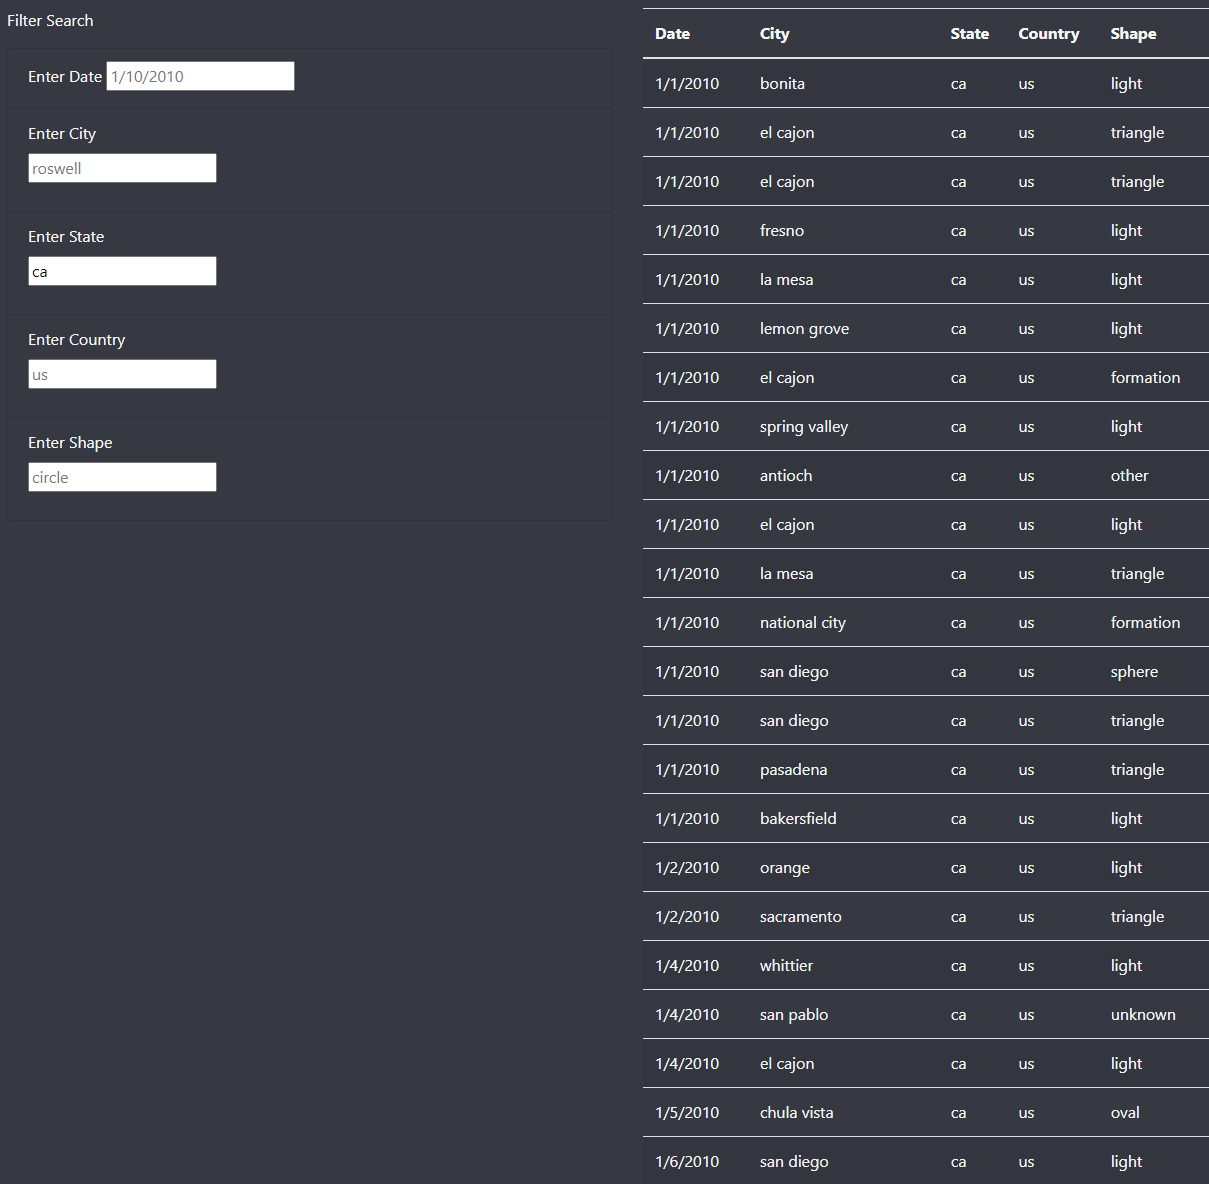 Filter Search
Enter Date 1/10/2010
Enter City
roswell
Enter State
ca
Enter Country
us
Enter Shape
circle
Date City State Country Shape
1/1/2010 bonita ca us light
1/1/2010 el cajon ca us triangle
1/1/2010 el cajon ca us triangle
1/1/2010 fresno ca us light
1/1/2010 la mesa ca us light
1/1/2010 lemon grove ca us light
1/1/2010 el cajon ca us formation
1/1/2010 spring valley ca us light
1/1/2010 antioch ca us other
1/1/2010 el cajon ca us light
1/1/2010 la mesa ca us triangle
1/1/2010 national city ca us formation
1/1/2010 san diego ca us sphere
1/1/2010 san diego ca us triangle
1/1/2010 pasadena ca us triangle
1/1/2010 bakersfield ca us light
1/2/2010 orange ca us light
1/2/2010 sacramento ca us triangle
1/4/2010 whittier ca us light
1/4/2010 san pablo ca us unknown
1/4/2010 el cajon ca us light
1/5/2010 chula vista ca us oval
1/6/2010 san diego ca us light